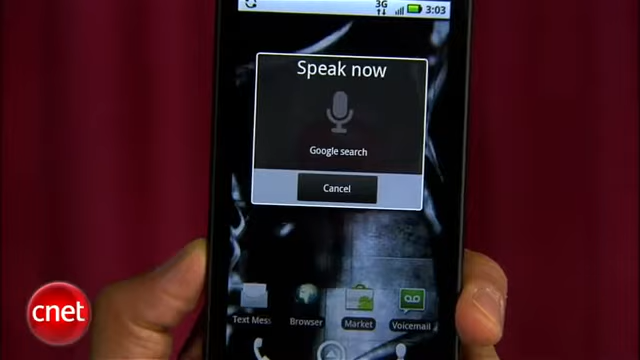 3G
3:03
Speak now
Google search
Cancel
Text Mess
Browser
Market
Voicemail
cnet